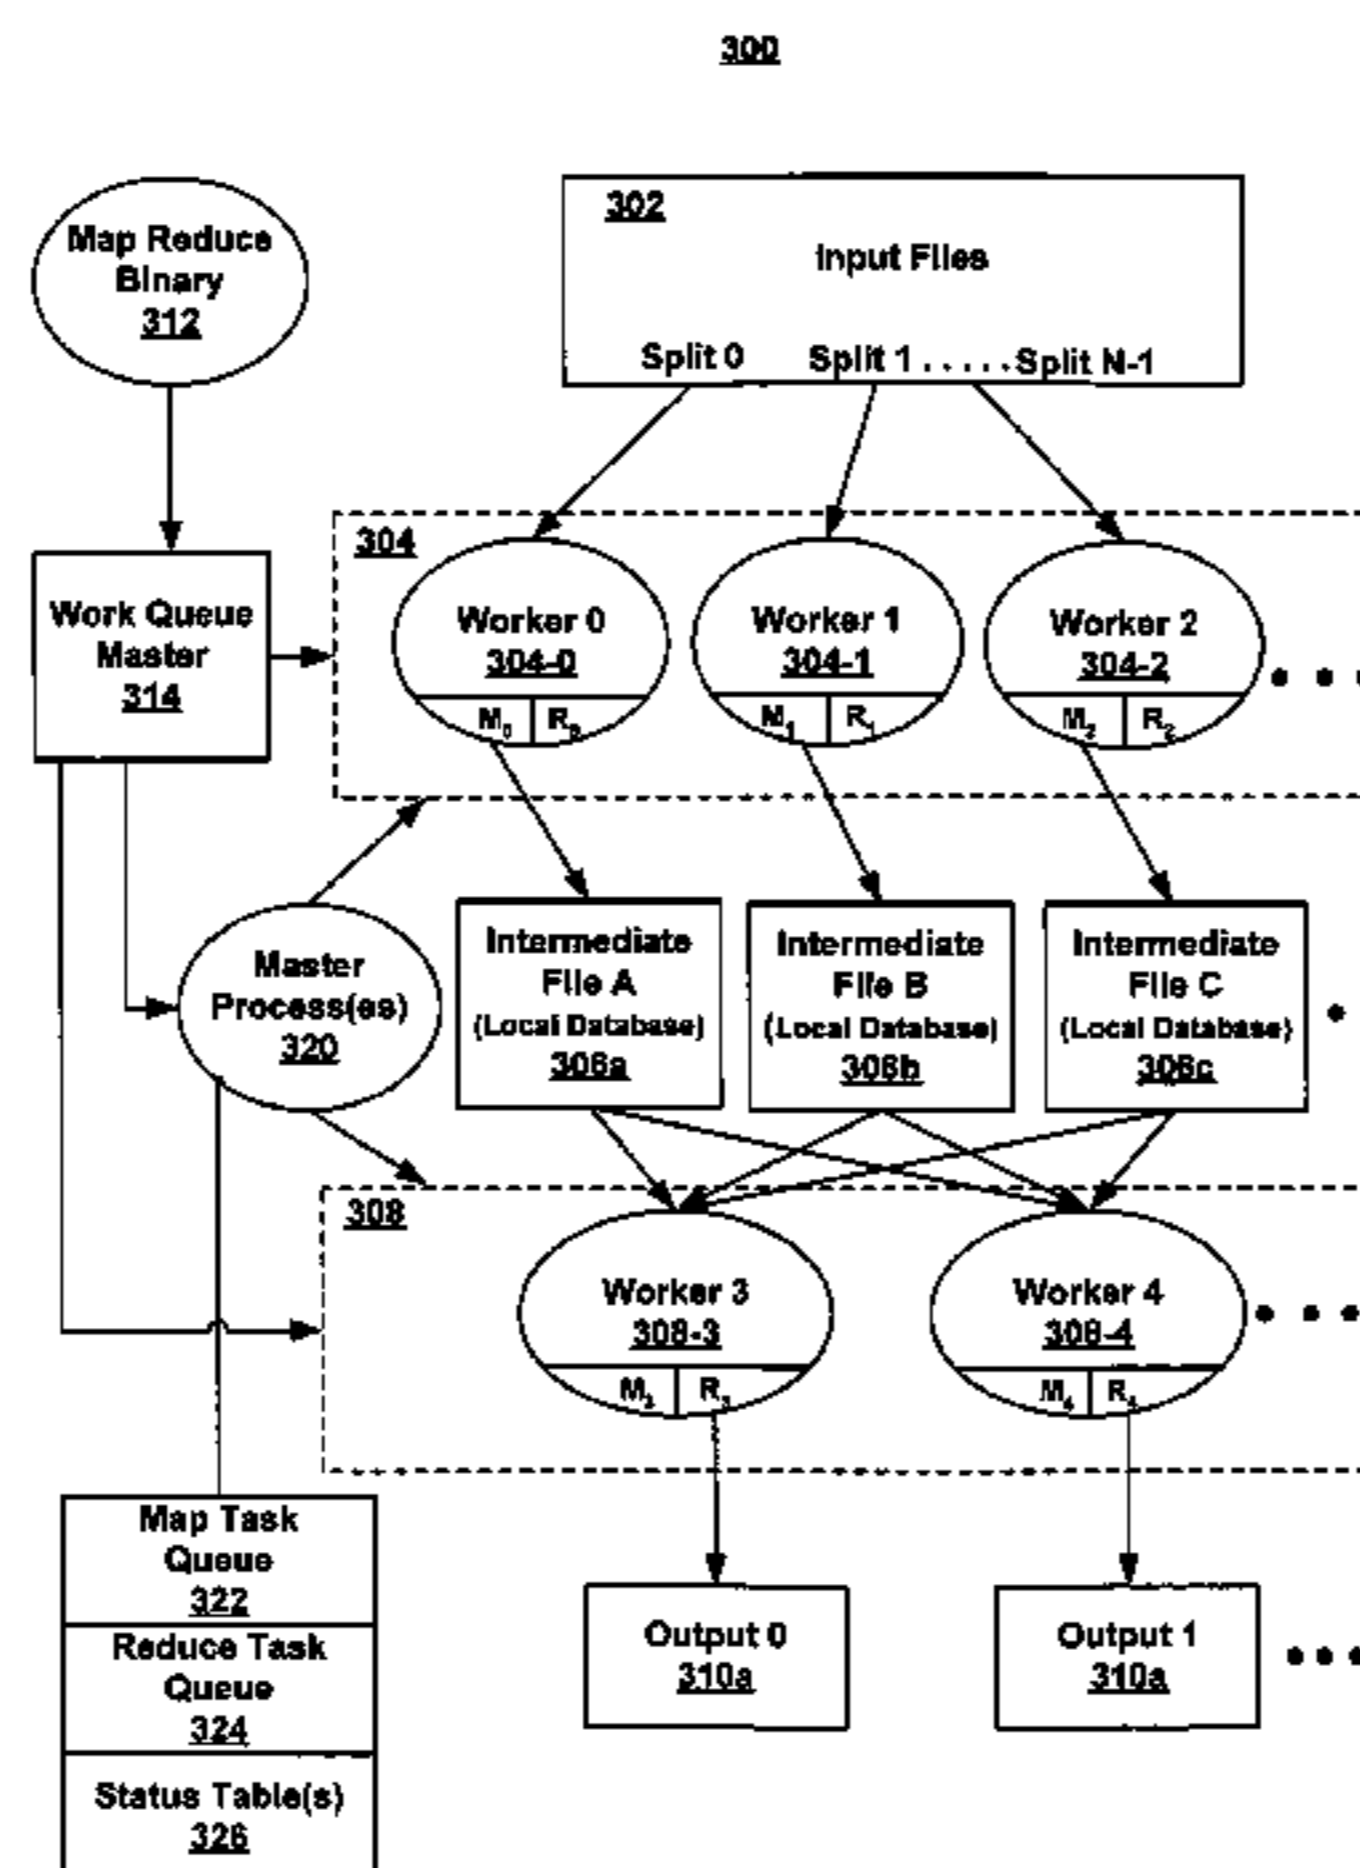 300
Map Reduce
Binary
312
302
Input Files
Split 0 Split 1 . . . . . Split N-1
Work Queue
Master
314
304
Worker 0
304-0
M0 R0
Worker 1
304-1
M1 R1
Worker 2
304-2
M2 R2
Master
Process(es)
320
Intermediate
File A
(Local Database)
306a
Intermediate
File B
(Local Database)
306b
Intermediate
File C
(Local Database)
306c
308
Worker 3
308-3
M3 R3
Worker 4
308-4
M4 R4
Map Task
Queue
322
Reduce Task
Queue
324
Status Table(s)
326
Output 0
310a
Output 1
310a